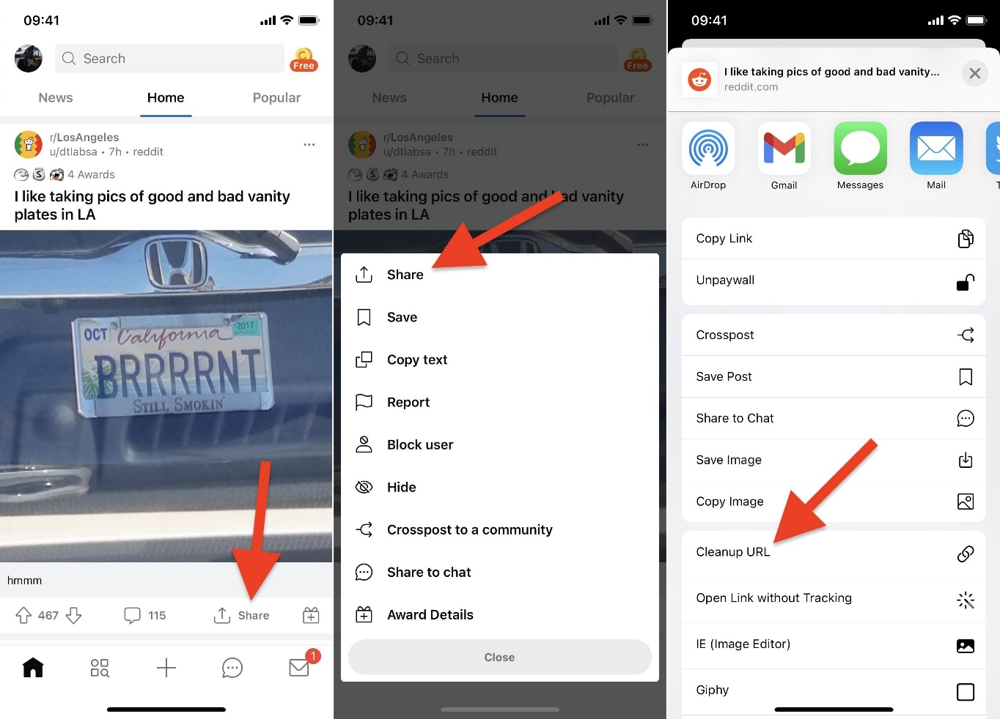 09:41
Search
Free
News
Home
Popular
r/LosAngeles
u/dtlabsa • 7h • reddit
4 Awards
I like taking pics of good and bad vanity
plates in LA
OCT
California
2017
BRRRRNT
STILL SMOKIN'
hmmm
467
115
Share
1
09:41
Search
Free
News
Home
Popular
r/LosAngeles
u/dtlabsa • 7h • reddit
4 Awards
I like taking pics of good and bad vanity
plates in LA
Share
Save
Copy text
Report
Block user
Hide
Crosspost to a community
Share to chat
Award Details
Close
09:41
I like taking pics of good and bad vanity...
reddit.com
AirDrop
Gmail
Messages
Mail
T
Copy Link
Unpaywall
Crosspost
Save Post
Share to Chat
Save Image
Copy Image
Cleanup URL
Open Link without Tracking
IE (Image Editor)
Giphy